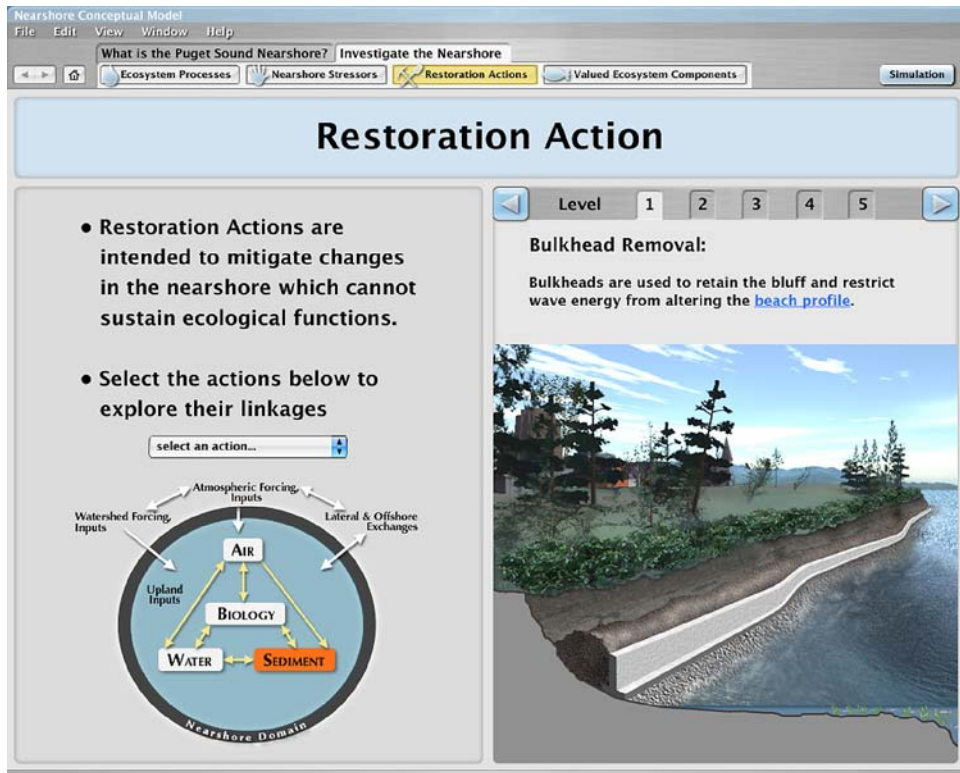 Nearshore Conceptual Model
File Edit View Window Help
What is the Puget Sound Nearshore? Investigate the Nearshore
Ecosystem Processes Nearshore Stressors Restoration Actions Valued Ecosystem Components Simulation
Restoration Action
• Restoration Actions are
intended to mitigate changes
in the nearshore which cannot
sustain ecological functions.
• Select the actions below to
explore their linkages
select an action...
Atmospheric Forcing,
Inputs
Watershed Forcing,
Inputs
Lateral & Offshore
Exchanges
AIR
Upland
Inputs
BIOLOGY
WATER SEDIMENT
Nearshore Domain
Level 1 2 3 4 5
Bulkhead Removal:
Bulkheads are used to retain the bluff and restrict
wave energy from altering the beach profile.